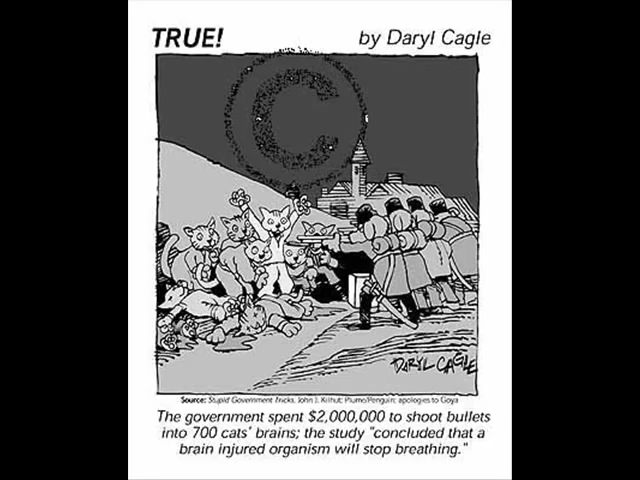 TRUE!
by Daryl Cagle
©
DARYL CAGLE
Source: Stupid Government Tricks, John J. Kohut; Plume/Penguin; apologies to Goya
The government spent $2,000,000 to shoot bullets
into 700 cats' brains; the study "concluded that a
brain injured organism will stop breathing."